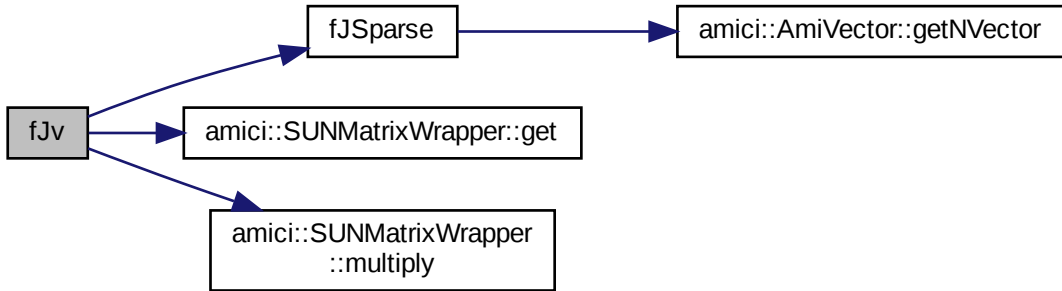 fJSparse
amici::AmiVector::getNVector
fJv
amici::SUNMatrixWrapper::get
amici::SUNMatrixWrapper
::multiply